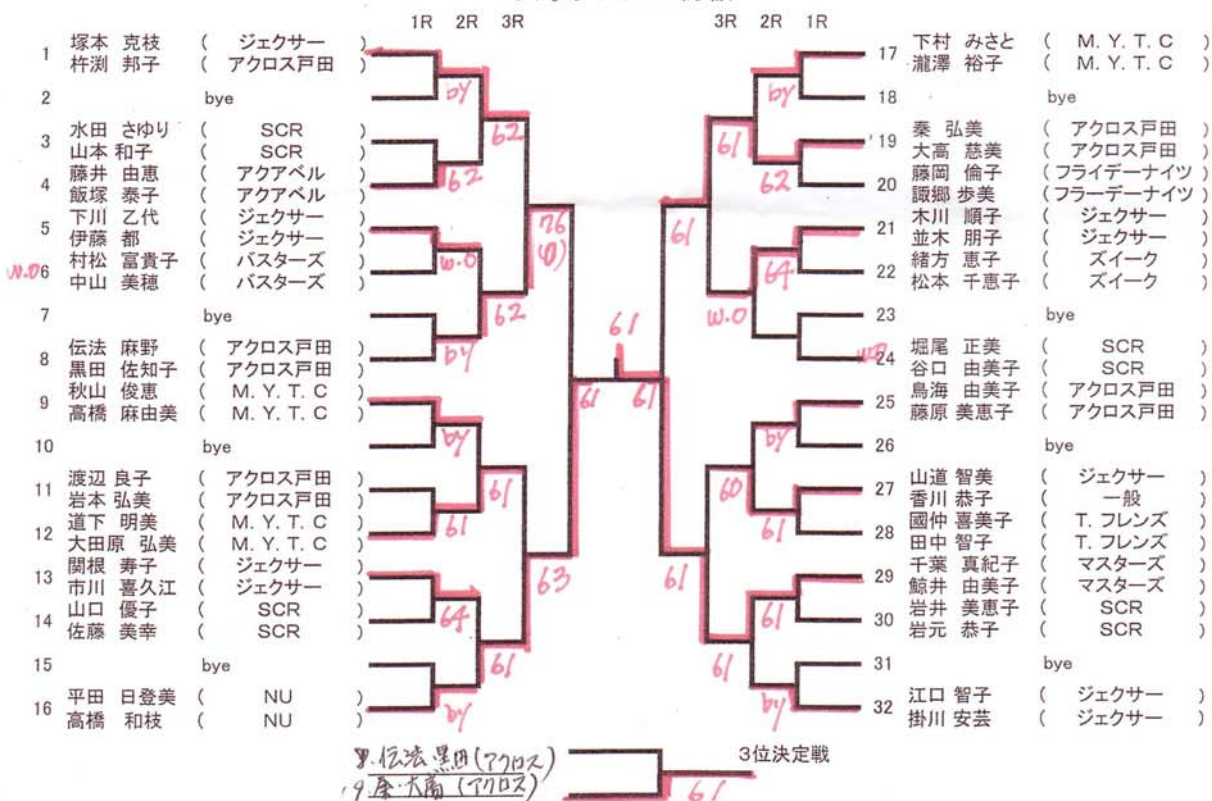 1R 2R 3R
3R 2R 1R
1 塚本 克枝 ( ジェクサー )
杵渕 邦子 ( アクロス戸田 )
2 bye
3 水田 さゆり ( SCR )
山本 和子 ( SCR )
4 藤井 由恵 ( アクアベル )
飯塚 泰子 ( アクアベル )
5 下川 乙代 ( ジェクサー )
伊藤 都 ( ジェクサー )
W.O 6 村松 富貴子 ( バスターズ )
中山 美穂 ( バスターズ )
7 bye
8 伝法 麻野 ( アクロス戸田 )
黒田 佐知子 ( アクロス戸田 )
9 秋山 俊恵 ( M. Y. T. C )
高橋 麻由美 ( M. Y. T. C )
10 bye
11 渡辺 良子 ( アクロス戸田 )
岩本 弘美 ( アクロス戸田 )
12 道下 明美 ( M. Y. T. C )
大田原 弘美 ( M. Y. T. C )
13 関根 寿子 ( ジェクサー )
市川 喜久江 ( ジェクサー )
14 山口 優子 ( SCR )
佐藤 美幸 ( SCR )
15 bye
16 平田 日登美 ( NU )
高橋 和枝 ( NU )
by
62
62
w.0
62
by
76
(0)
by
61
61
64
61
by
63
61
61
61
by
61
62
61
64
w.0
by
60
61
61
61
61
by
17 下村 みさと ( M. Y. T. C )
瀧澤 裕子 ( M. Y. T. C )
18 bye
19 秦 弘美 ( アクロス戸田 )
大高 慈美 ( アクロス戸田 )
20 藤岡 倫子 ( フライデーナイツ )
諏郷 歩美 ( フラーデーナイツ )
21 木川 順子 ( ジェクサー )
並木 朋子 ( ジェクサー )
22 緒方 恵子 ( ズイーク )
松本 千恵子 ( ズイーク )
23 bye
24 堀尾 正美 ( SCR )
谷口 由美子 ( SCR )
25 鳥海 由美子 ( アクロス戸田 )
藤原 美恵子 ( アクロス戸田 )
26 bye
27 山道 智美 ( ジェクサー )
香川 恭子 ( 一般 )
28 國仲 喜美子 ( T. フレンズ )
田中 智子 ( T. フレンズ )
29 千葉 真紀子 ( マスターズ )
鯨井 由美子 ( マスターズ )
30 岩井 美恵子 ( SCR )
岩元 恭子 ( SCR )
31 bye
32 江口 智子 ( ジェクサー )
掛川 安芸 ( ジェクサー )
3位決定戦
8.伝法・黒田(アクロス)
19.秦・大高(アクロス)
61